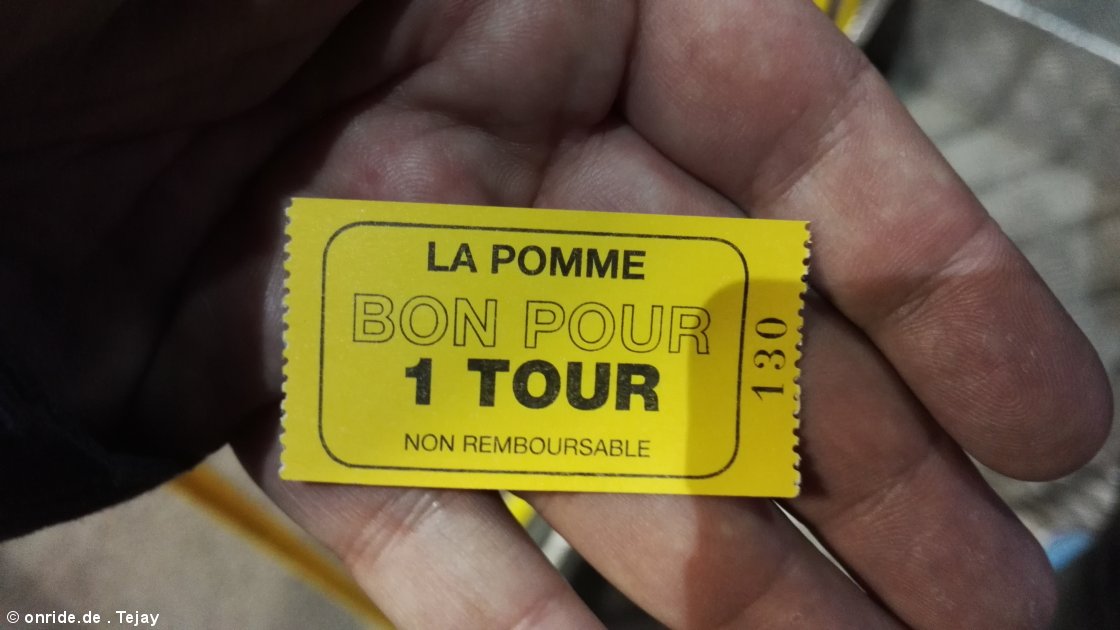 LA POMME
BON POUR
1 TOUR
NON REMBOURSABLE
130
© onride.de . Tejay